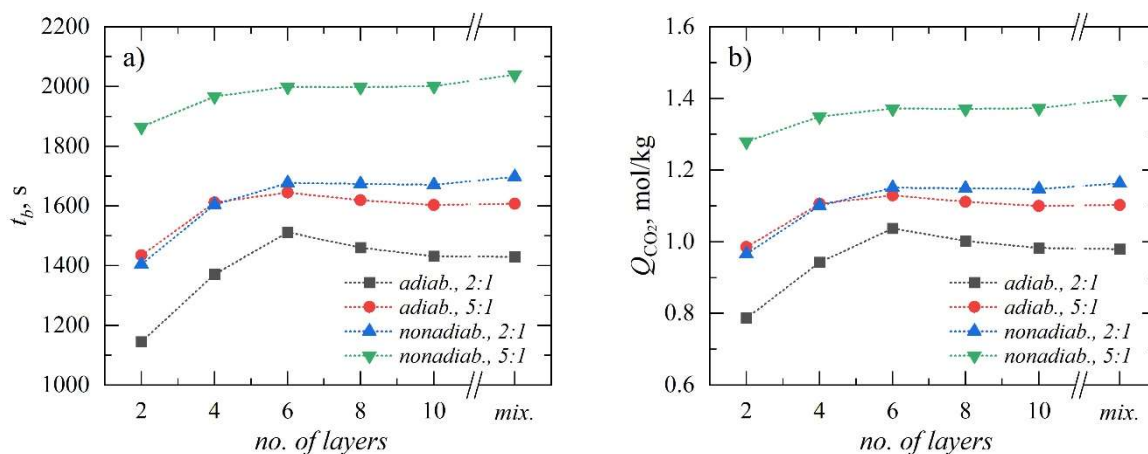 a)
2200
2000
1800
1600
1400
1200
1000
t_b, s
adiab., 2:1
adiab., 5:1
nonadiab., 2:1
nonadiab., 5:1
2 4 6 8 10 mix.
no. of layers
b)
1.6
1.4
1.2
1.0
0.8
0.6
Q_CO₂, mol/kg
adiab., 2:1
adiab., 5:1
nonadiab., 2:1
nonadiab., 5:1
2 4 6 8 10 mix.
no. of layers